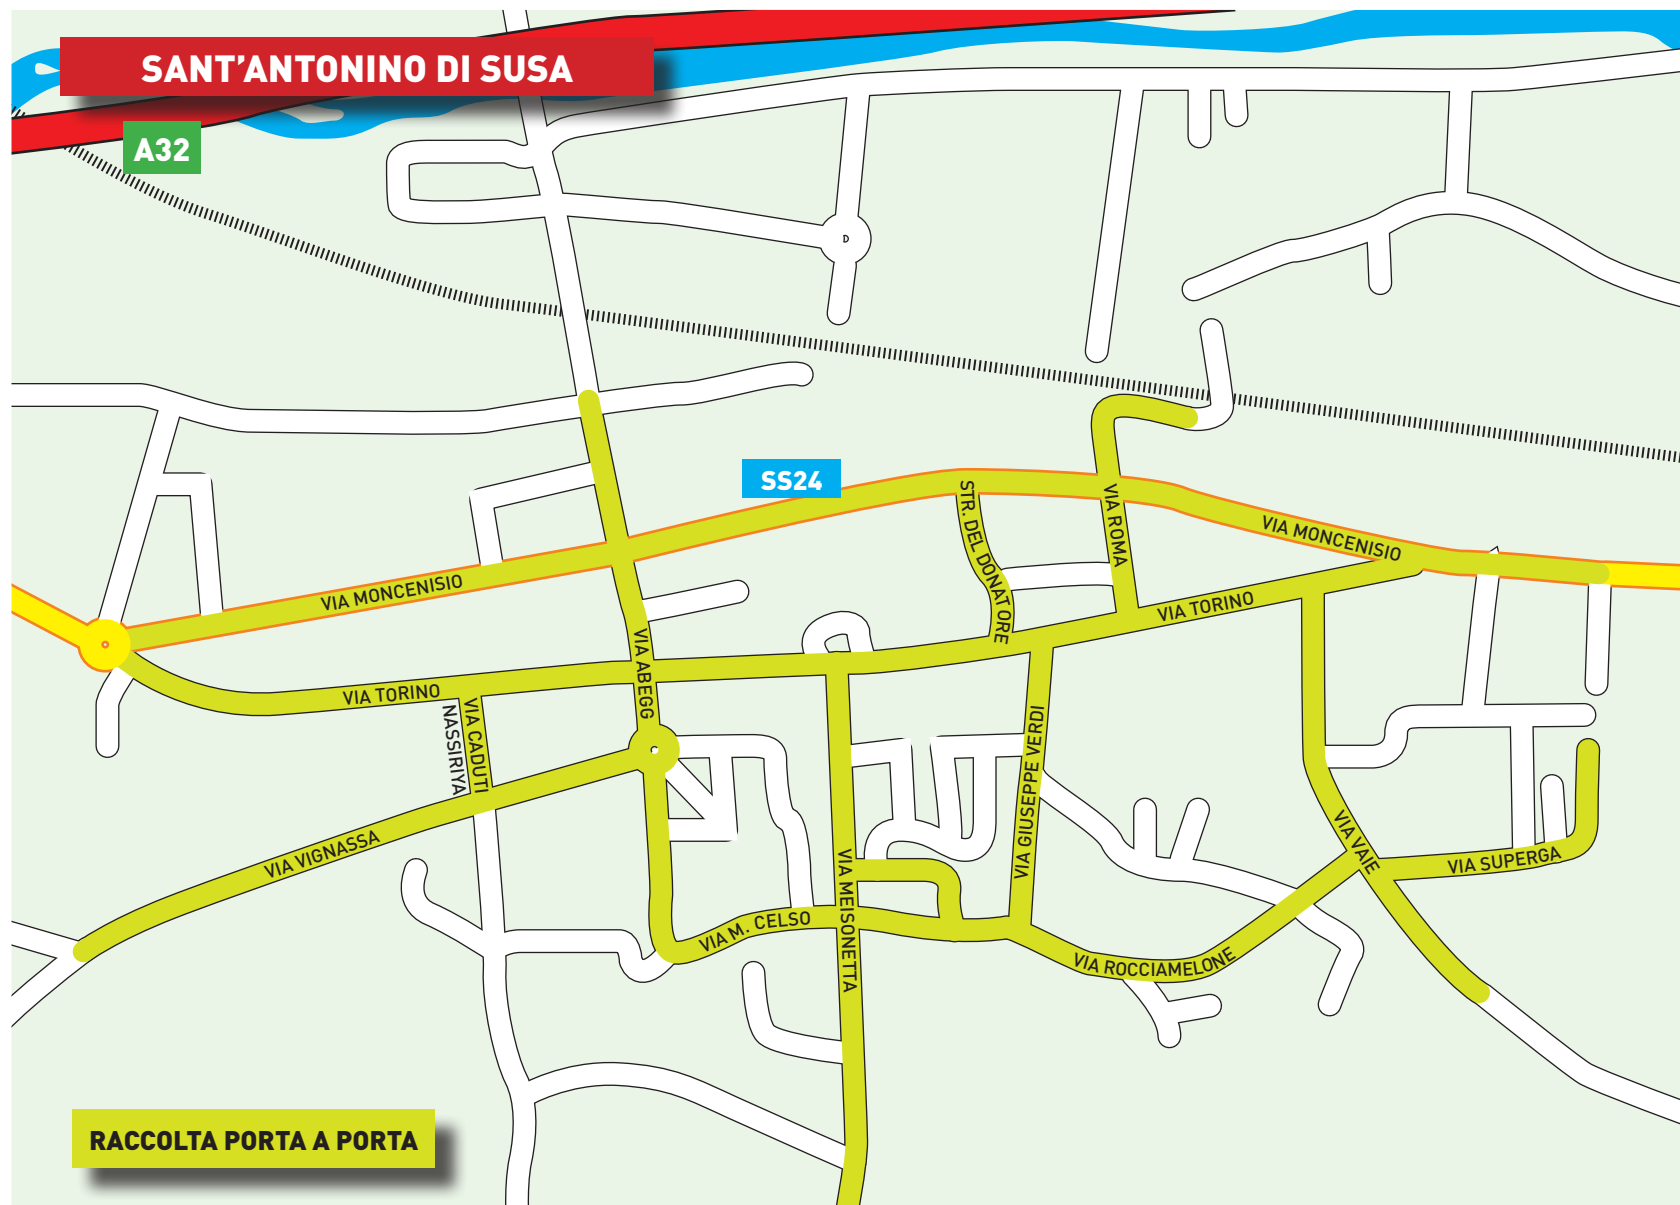 SANT'ANTONINO DI SUSA
A32
SS24
VIA MONCENISIO
STR. DEL DONATORE
VIA ROMA
VIA MONCENISIO
VIA TORINO
VIA TORINO
VIA CADUTI
NASSIRIYA
VIA ABEGG
VIA GIUSEPPE VERDI
VIA VIGNASSA
VIA MEISONETTA
VIA VAIE
VIA SUPERGA
VIA M. CELSO
VIA ROCCIAMELONE
RACCOLTA PORTA A PORTA